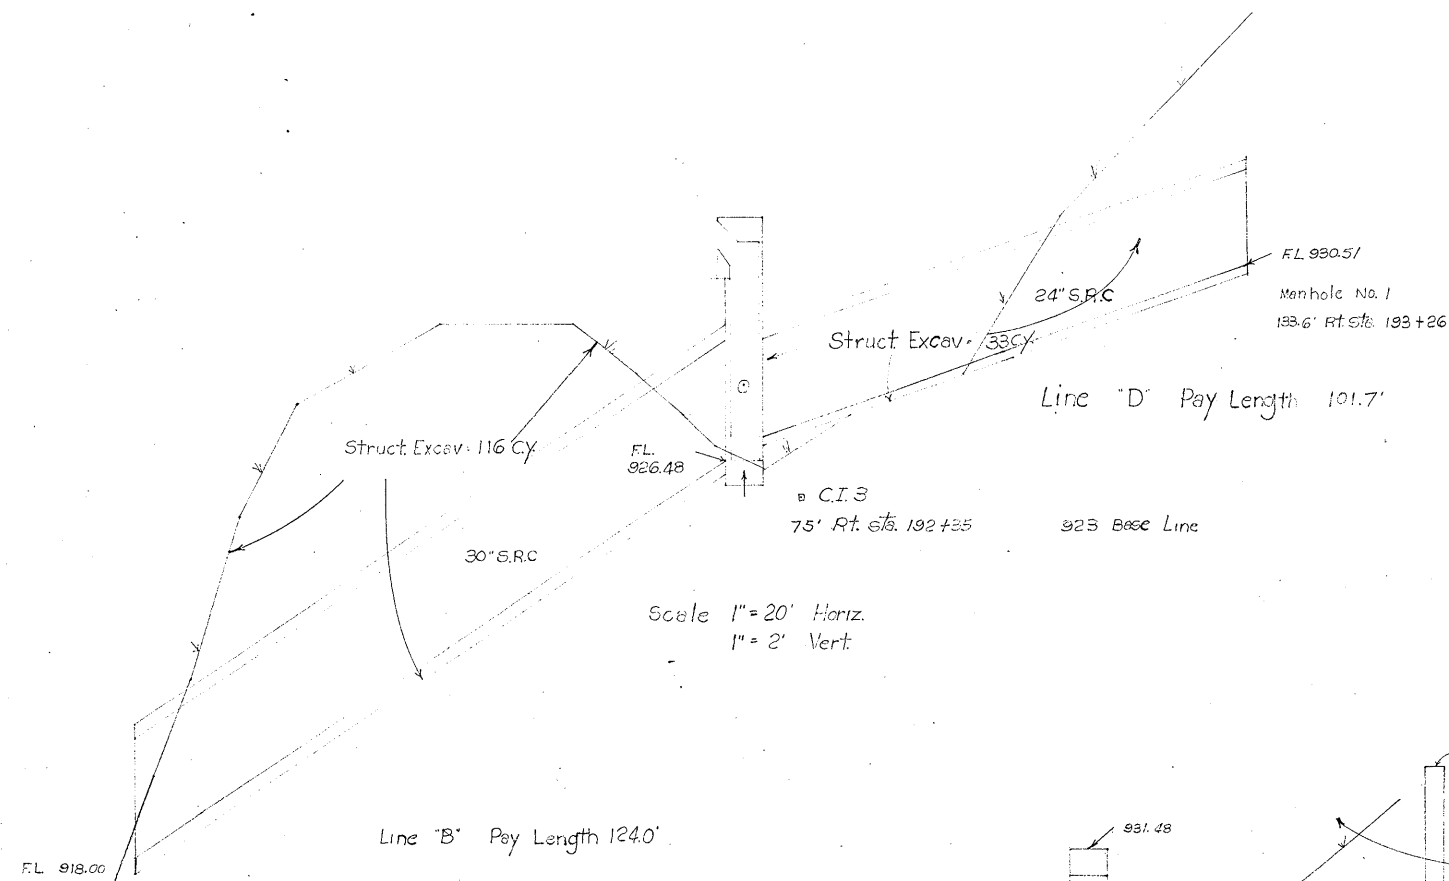 F.L. 930.51
24" S.R.C
Manhole No. 1
133.6' Rt. Sta. 193+26
Struct. Excav. 33CY.
Line "D" Pay Length 101.7'
Struct. Excav. 116 C.Y.
F.L.
926.48
C.I. 3
75' Rt. Sta. 192+35
923 Base Line
30" S.R.C
Scale 1" = 20' Horiz.
1" = 2' Vert.
Line "B" Pay Length 124.0'
931.48
F.L. 918.00